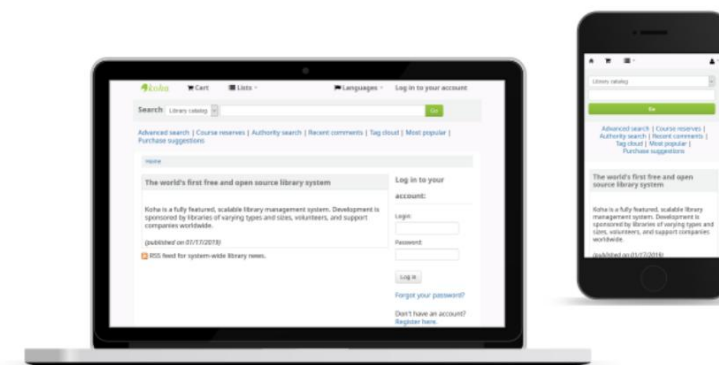 koha Cart Lists Languages Log in to your account
Search Library catalog Go
Advanced search | Course reserves | Authority search | Recent comments | Tag cloud | Most popular |
Purchase suggestions
Home
The world's first free and open source library system
Koha is a fully featured, scalable library management system. Development is
sponsored by libraries of varying types and sizes, volunteers, and support
companies worldwide.
(published on 01/17/2019)
RSS feed for system-wide library news.
Log in to your
account:
Login:
Password:
Log in
Forgot your password?
Don't have an account?
Register here.
Library catalog
Go
Advanced search | Course reserves |
Authority search | Recent comments |
Tag cloud | Most popular |
Purchase suggestions
The world's first free and open
source library system
Koha is a fully featured, scalable library
management system. Development is
sponsored by libraries of varying types and
sizes, volunteers, and support companies
worldwide.
(published on 01/17/2019)